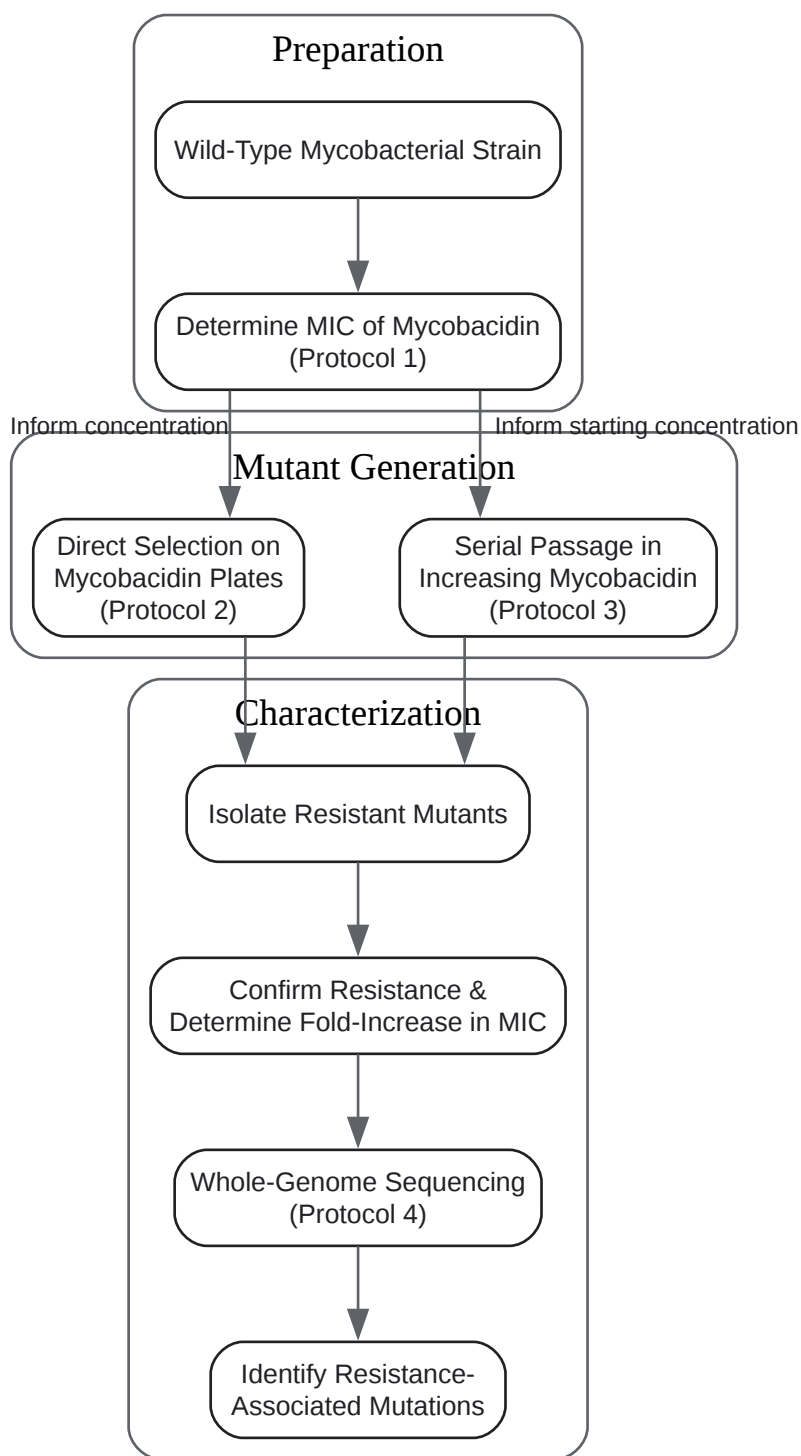 Preparation
Wild-Type Mycobacterial Strain
Determine MIC of Mycobacidin
(Protocol 1)
Inform concentration
Inform starting concentration
Mutant Generation
Direct Selection on
Mycobacidin Plates
(Protocol 2)
Serial Passage in
Increasing Mycobacidin
(Protocol 3)
Characterization
Isolate Resistant Mutants
Confirm Resistance &
Determine Fold-Increase in MIC
Whole-Genome Sequencing
(Protocol 4)
Identify Resistance-
Associated Mutations